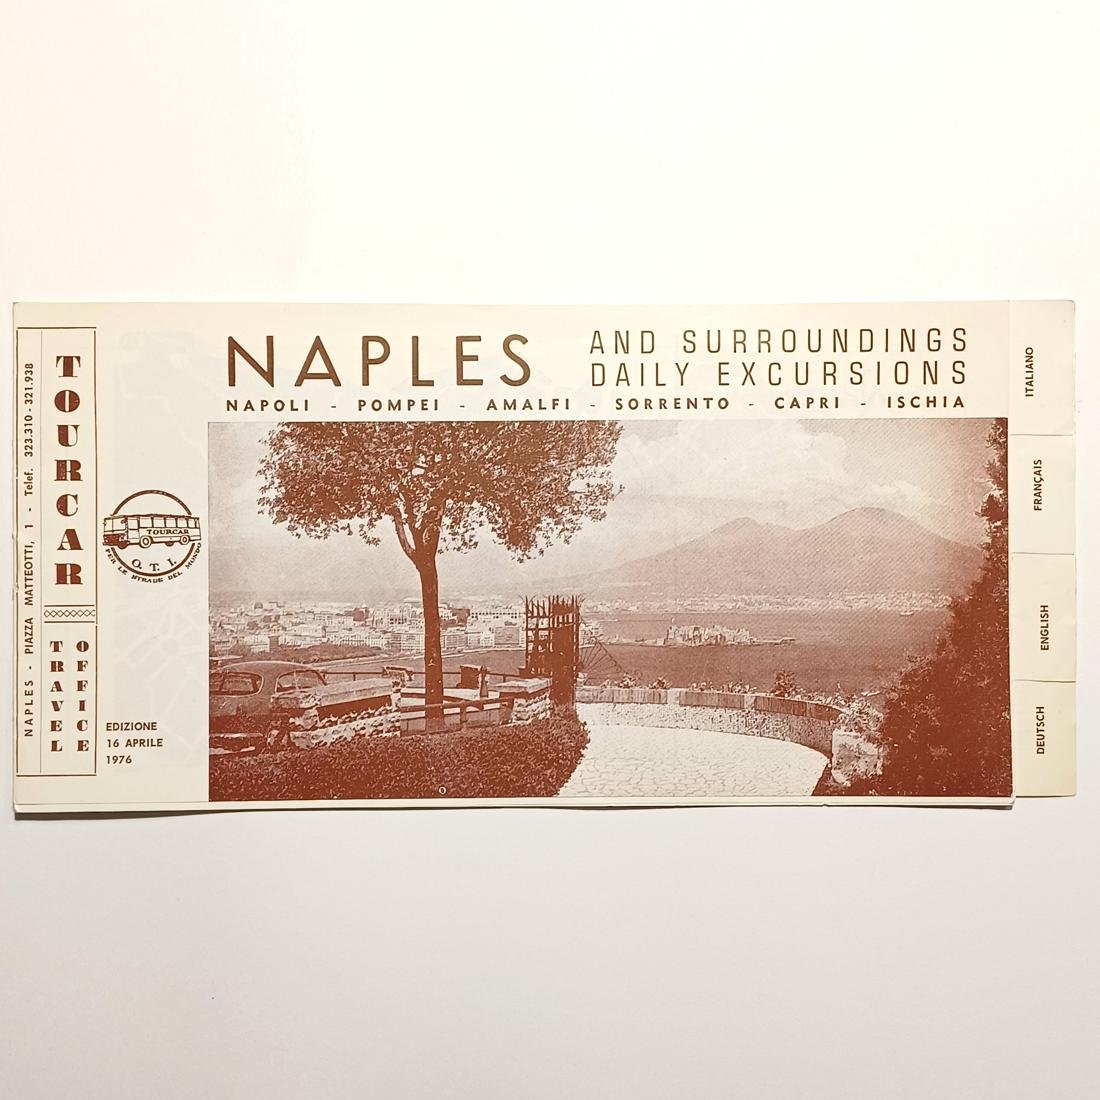 NAPLES
AND SURROUNDINGS
DAILY EXCURSIONS
NAPOLI - POMPEI - AMALFI - SORRENTO - CAPRI - ISCHIA
NAPLES - PIAZZA MATTEOTTI, 1 - Telef. 323.310 - 321.938
TOURCAR
TRAVEL
OFFICE
TOURCAR
O. T. I.
PER LE STRADE DEL MONDO
EDIZIONE
16 APRILE
1976
ITALIANO
FRANÇAIS
ENGLISH
DEUTSCH